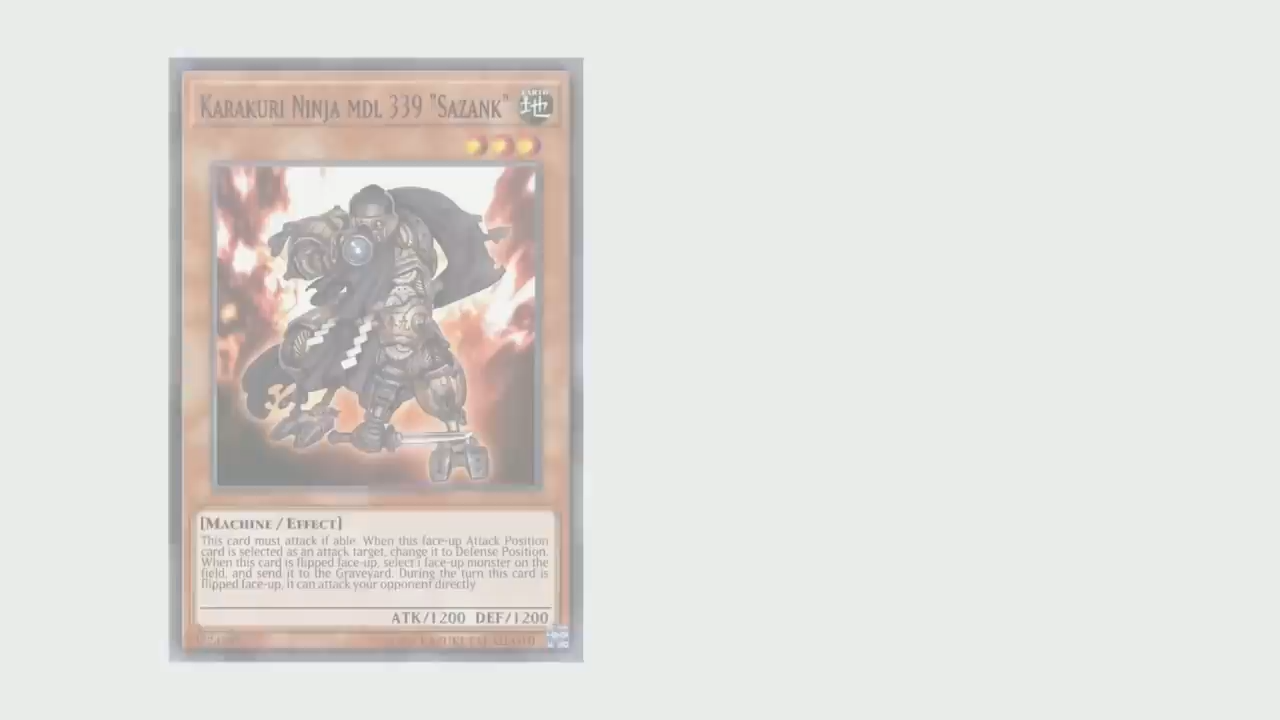 KARAKURI NINJA MDL 339 "SAZANK"
EARTH
地
[MACHINE / EFFECT]
This card must attack if able. When this face-up Attack Position
card is selected as an attack target, change it to Defense Position.
When this card is flipped face-up, select 1 face-up monster on the
field, and send it to the Graveyard. During the turn this card is
flipped face-up, it can attack your opponent directly
ATK/1200 DEF/1200